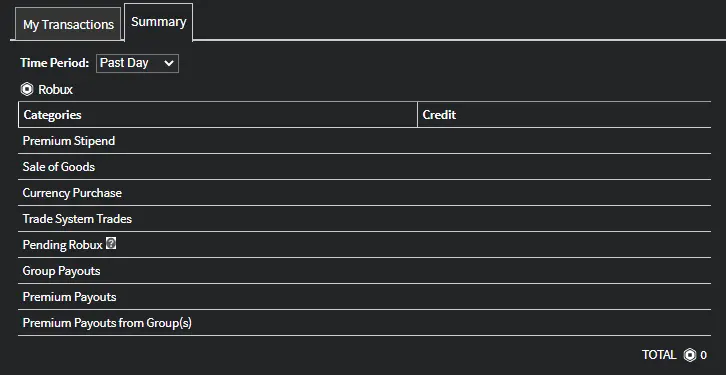 My Transactions Summary
Time Period: Past Day
Robux
Categories Credit
Premium Stipend
Sale of Goods
Currency Purchase
Trade System Trades
Pending Robux ?
Group Payouts
Premium Payouts
Premium Payouts from Group(s)
TOTAL 0